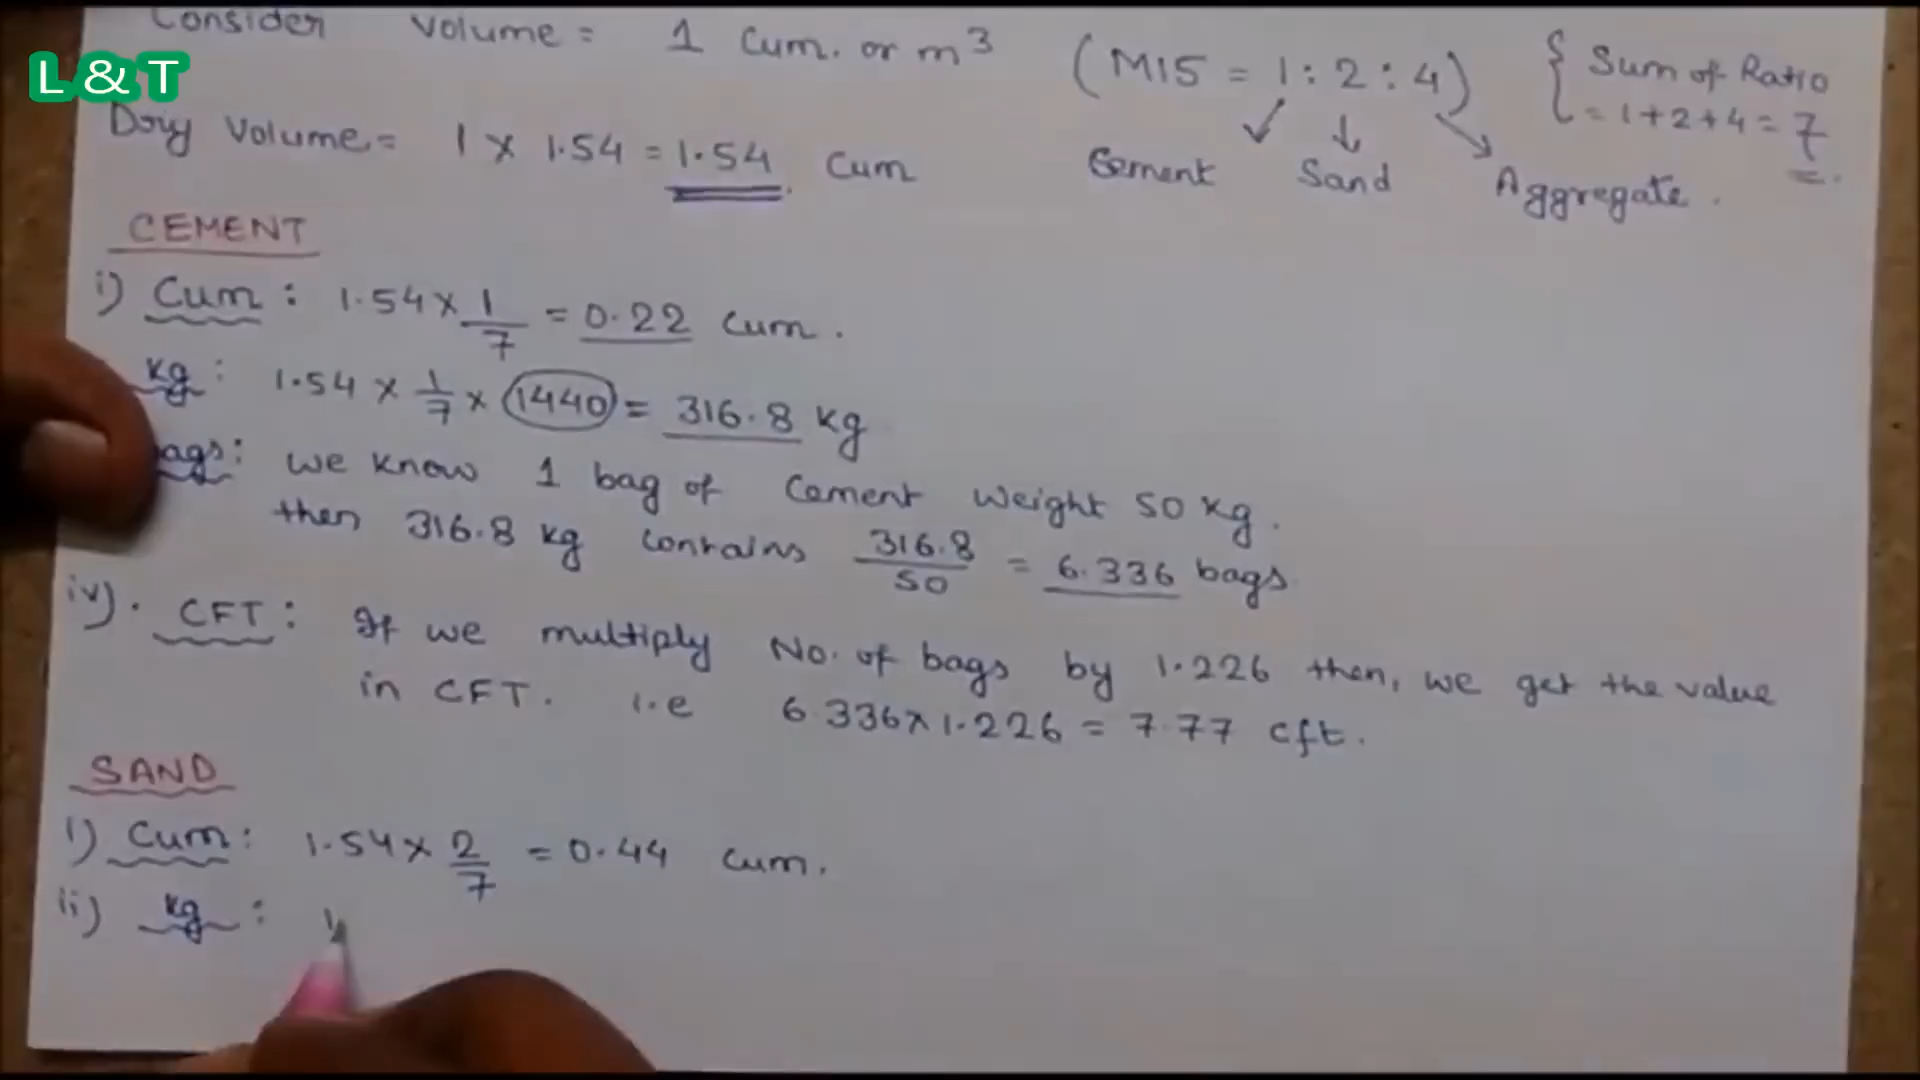 Consider Volume = 1 Cum. or m³
L & T
(M15 = 1 : 2 : 4)
{ Sum of Ratio
= 1+2+4 = 7
Dry Volume = 1 × 1.54 = 1.54 Cum
Cement Sand Aggregate.
CEMENT
i) Cum : 1.54 × 1/7 = 0.22 Cum.
kg : 1.54 × 1/7 × 1440 = 316.8 kg
ags : We know 1 bag of Cement Weight 50 kg.
then 316.8 kg Contains 316.8/50 = 6.336 bags
iv). CFT : If we multiply No. of bags by 1.226 then, we get the value
in CFT. i.e 6.336 × 1.226 = 7.77 cft.
SAND
i) Cum : 1.54 × 2/7 = 0.44 Cum.
ii) kg : 1